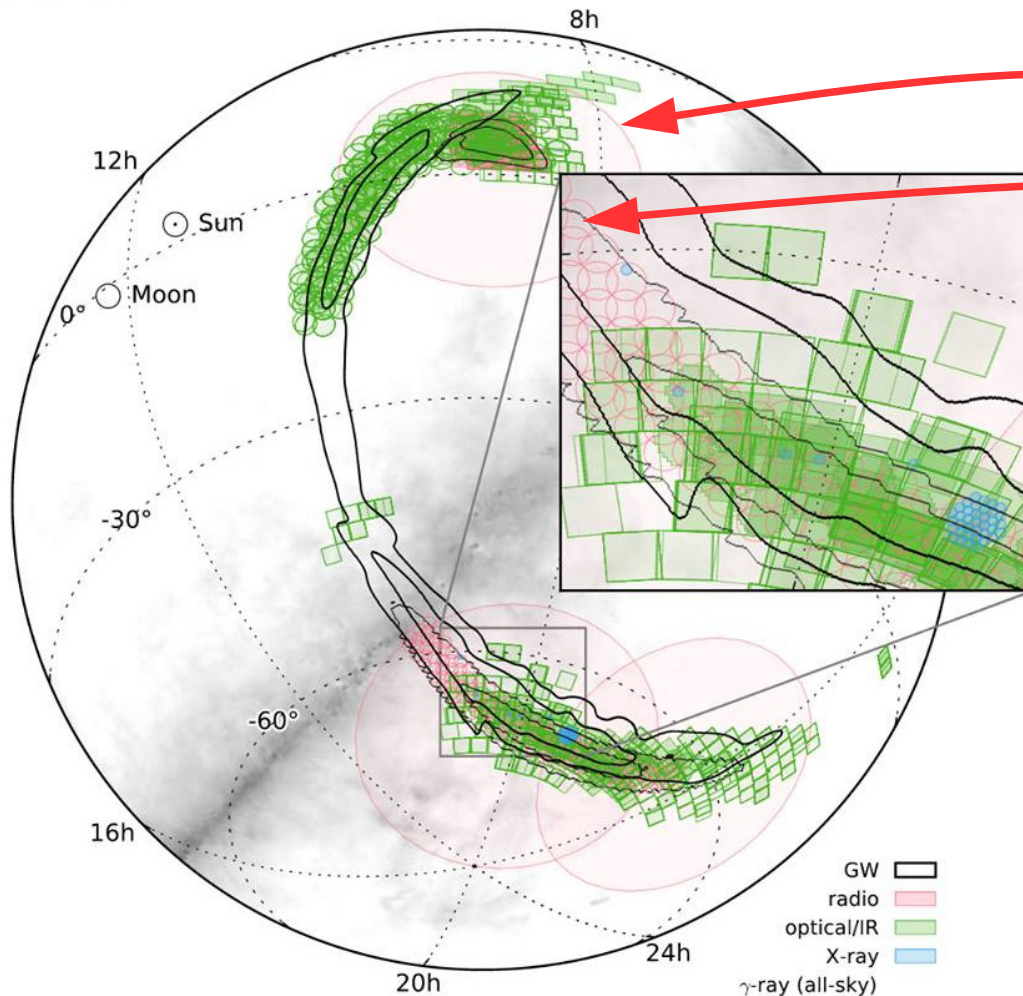 8h
12h
Sun
Moon
0°
-30°
-60°
16h
20h
24h
GW
radio
optical/IR
X-ray
γ-ray (all-sky)